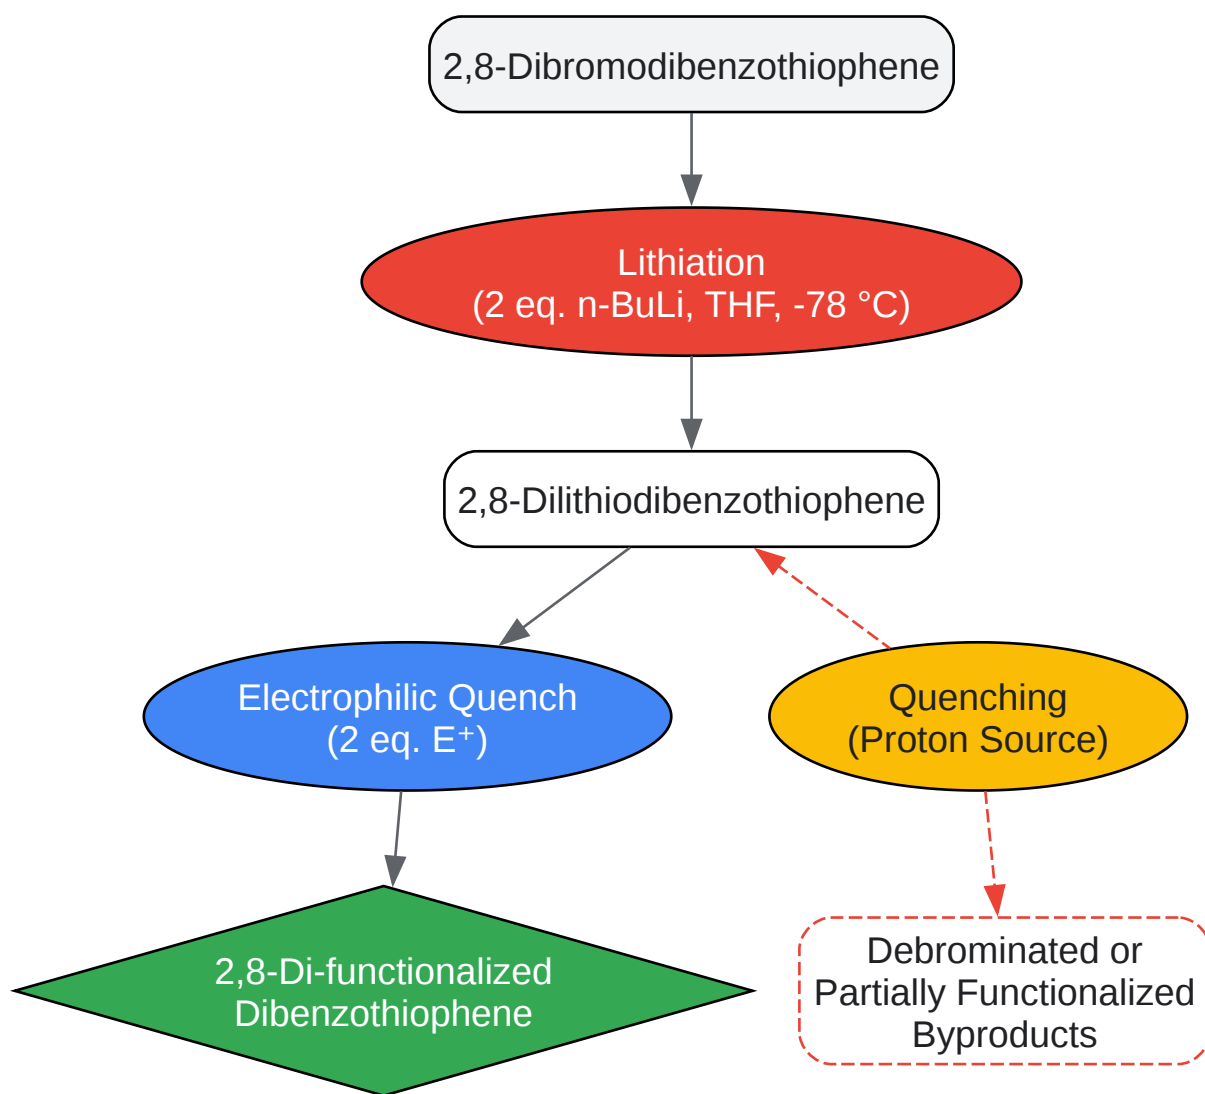 2,8-Dibromodibenzothiophene
Lithiation
(2 eq. n-BuLi, THF, -78 °C)
2,8-Dilithiodibenzothiophene
Electrophilic Quench
(2 eq. E⁺)
Quenching
(Proton Source)
2,8-Di-functionalized
Dibenzothiophene
Debrominated or
Partially Functionalized
Byproducts